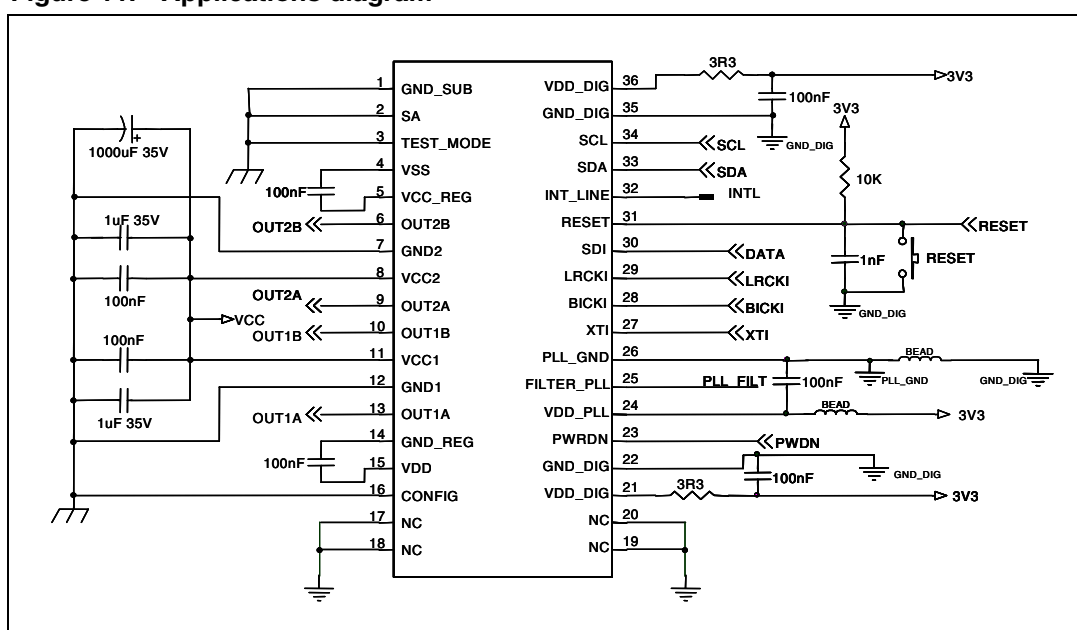 1000uF 35V
1uF 35V
100nF
100nF
1uF 35V
VCC
100nF
OUT2B
OUT2A
OUT1B
OUT1A
100nF
1 GND_SUB
2 SA
3 TEST_MODE
4 VSS
5 VCC_REG
6 OUT2B
7 GND2
8 VCC2
9 OUT2A
10 OUT1B
11 VCC1
12 GND1
13 OUT1A
14 GND_REG
15 VDD
16 CONFIG
17 NC
18 NC
VDD_DIG 36
GND_DIG 35
SCL 34
SDA 33
INT_LINE 32
RESET 31
SDI 30
LRCKI 29
BICKI 28
XTI 27
PLL_GND 26
FILTER_PLL 25
VDD_PLL 24
PWRDN 23
GND_DIG 22
VDD_DIG 21
NC 20
NC 19
3R3
3V3
100nF
GND_DIG
3V3
SCL
SDA
INTL
10K
RESET
1nF
RESET
GND_DIG
DATA
LRCKI
BICKI
XTI
BEAD
PLL_GND
GND_DIG
PLL_FILT
100nF
BEAD
3V3
PWDN
GND_DIG
100nF
3R3
3V3